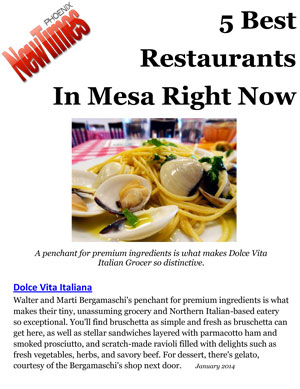 PHOENIX
NewTimes
5 Best
Restaurants
In Mesa Right Now
A penchant for premium ingredients is what makes Dolce Vita
Italian Grocer so distinctive.
Dolce Vita Italiana
Walter and Marti Bergamaschi's penchant for premium ingredients is what
makes their tiny, unassuming grocery and Northern Italian-based eatery
so exceptional. You'll find bruschetta as simple and fresh as bruschetta can
get here, as well as stellar sandwiches layered with parmacotto ham and
smoked prosciutto, and scratch-made ravioli filled with delights such as
fresh vegetables, herbs, and savory beef. For dessert, there's gelato,
courtesy of the Bergamaschi's shop next door. January 2014